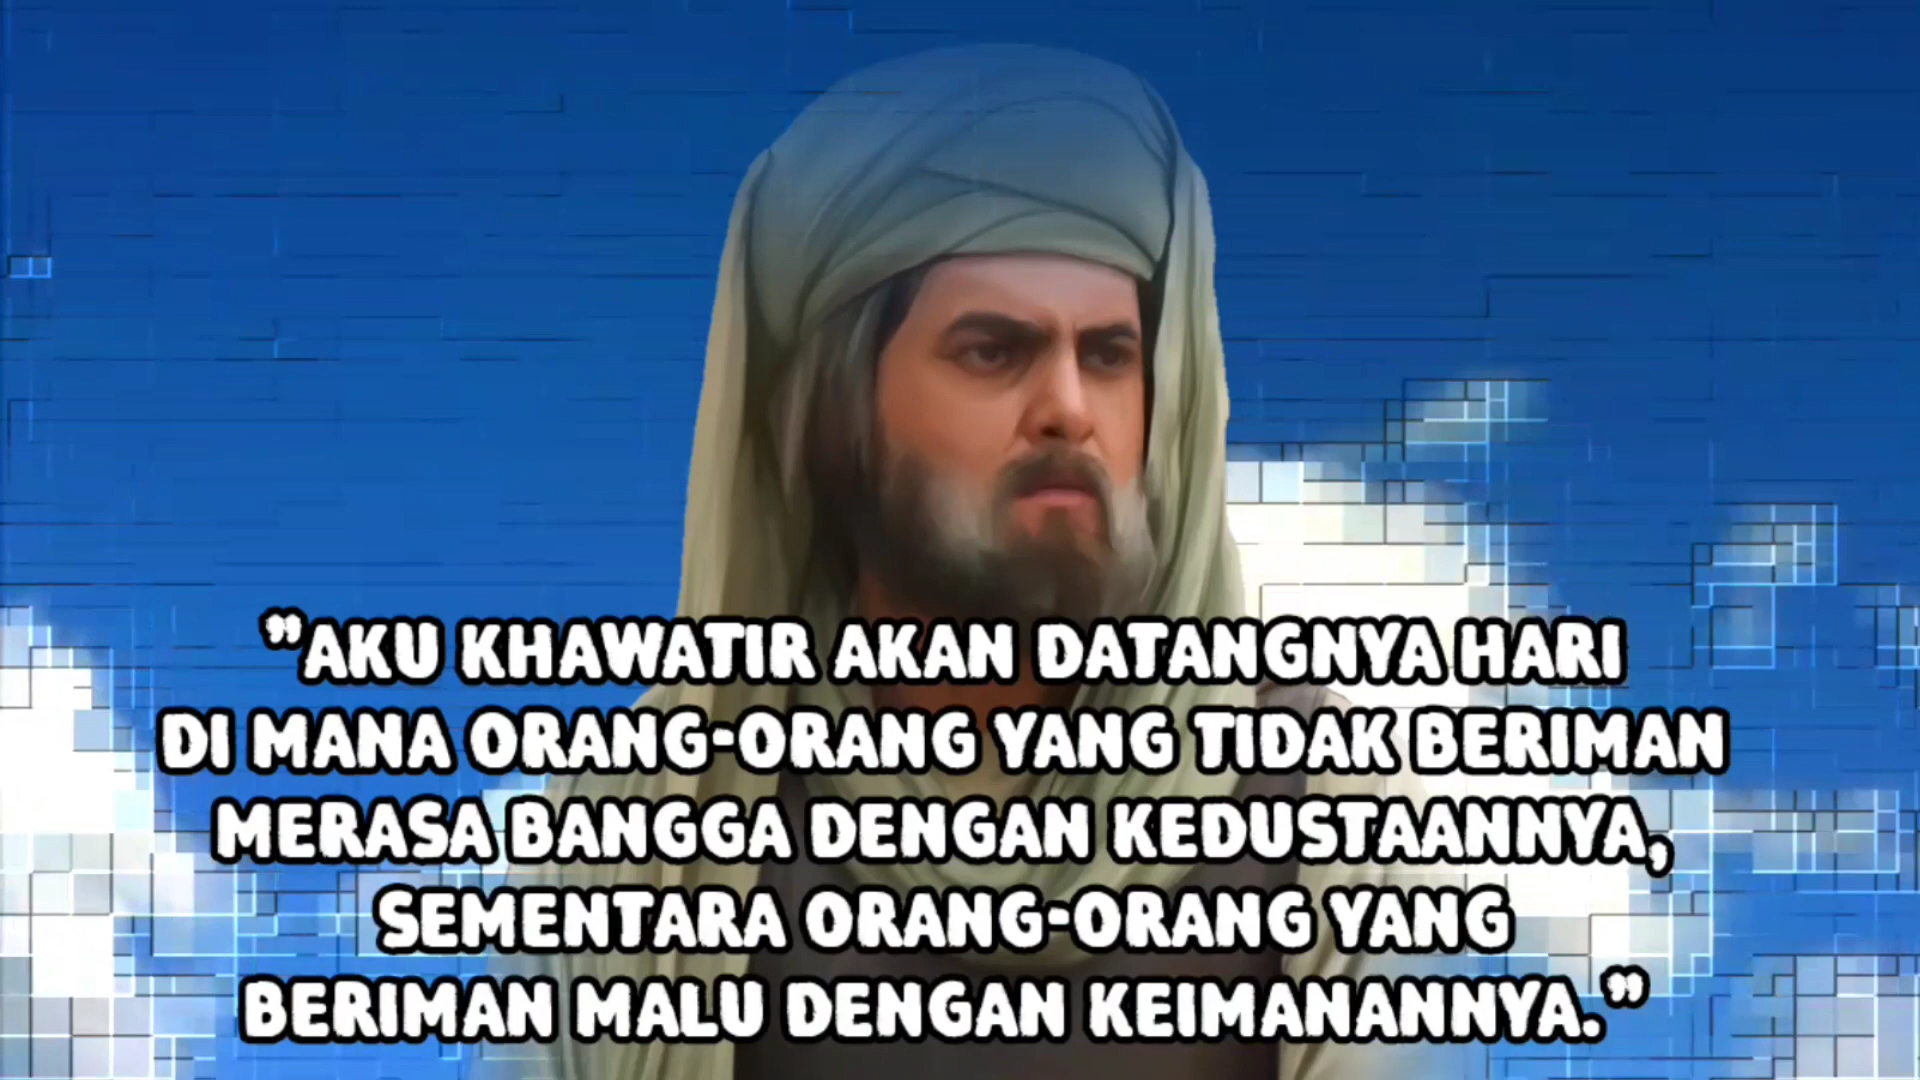 "AKU KHAWATIR AKAN DATANGNYA HARI
DI MANA ORANG-ORANG YANG TIDAK BERIMAN
MERASA BANGGA DENGAN KEDUSTAANNYA,
SEMENTARA ORANG-ORANG YANG
BERIMAN MALU DENGAN KEIMANANNYA."